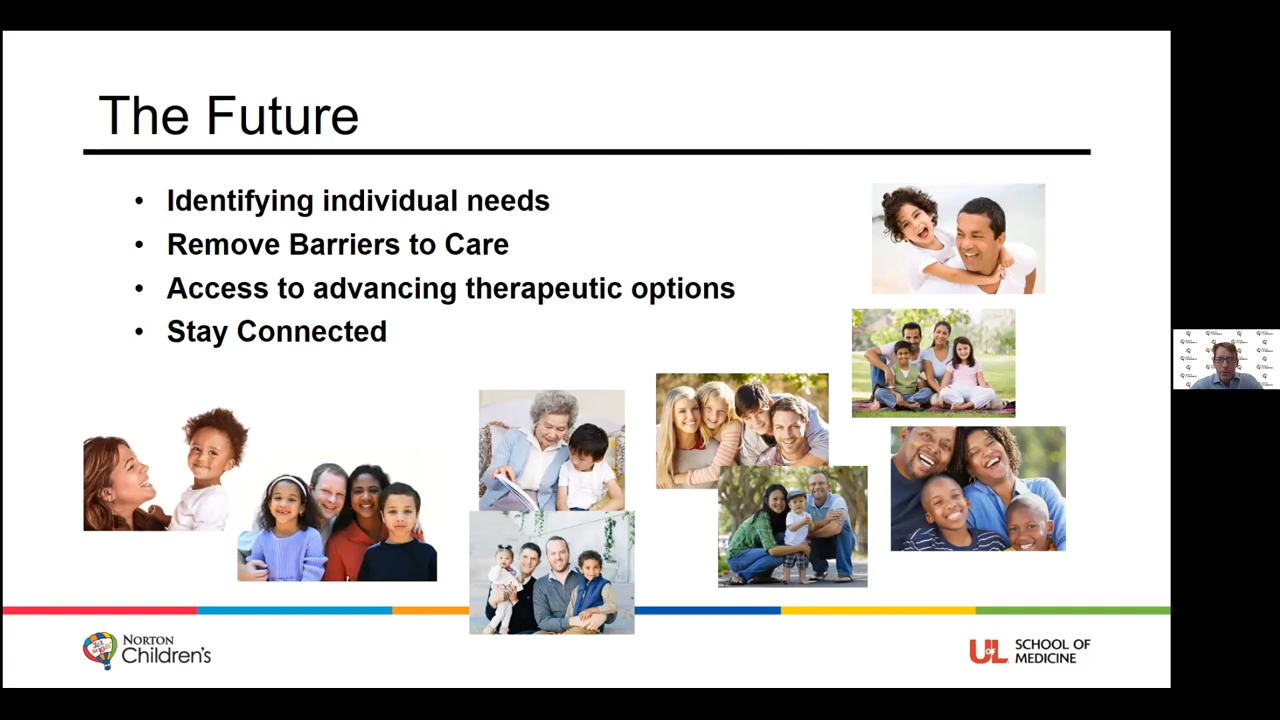 The Future
• Identifying individual needs
• Remove Barriers to Care
• Access to advancing therapeutic options
• Stay Connected
NORTON
Children's
UofL
SCHOOL OF
MEDICINE